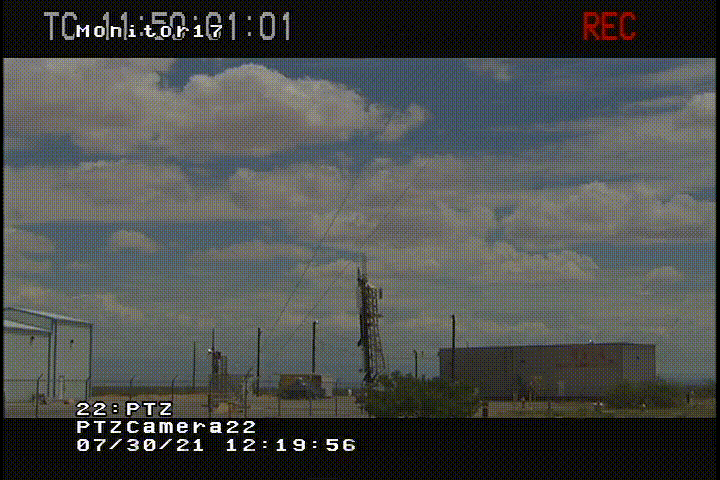 TC 11:50:01:01
Monitor17
REC
22:PTZ
PTZCamera22
07/30/21 12:19:56